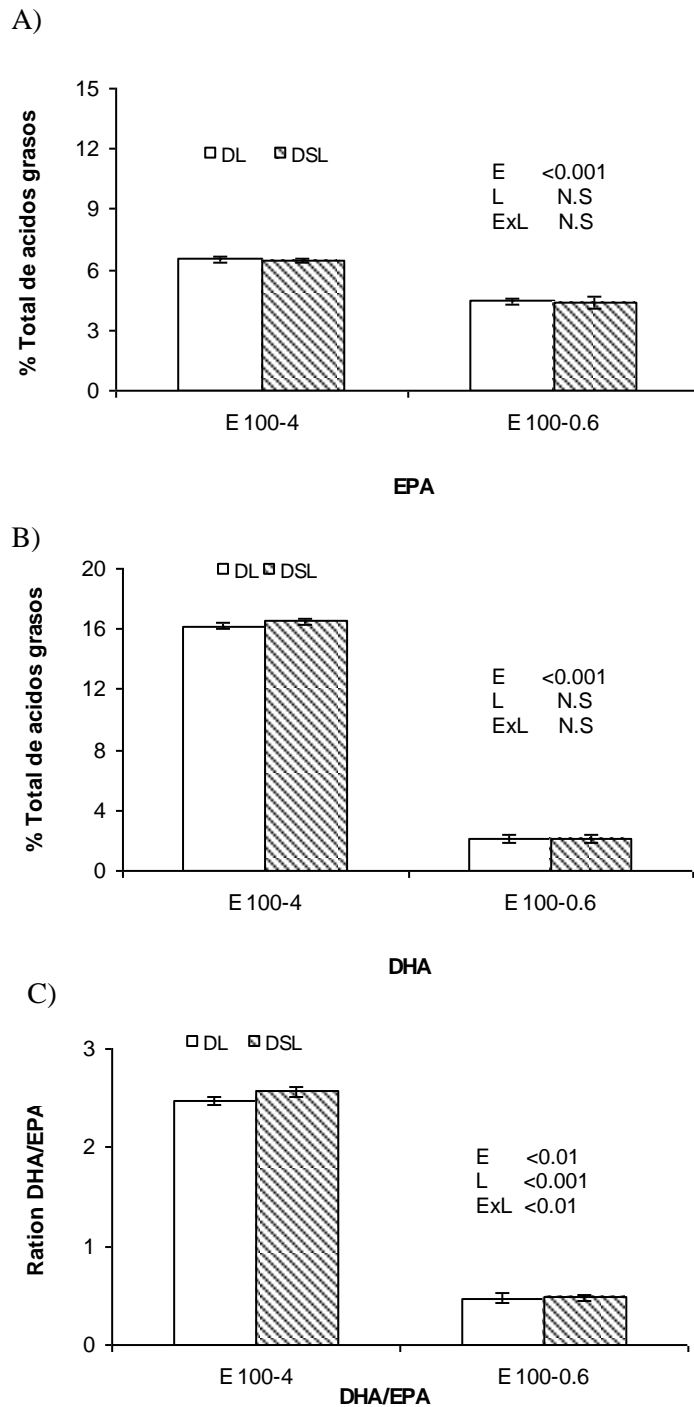 A)
15
12
9
6
3
0
% Total de acidos grasos
DL DSL
E <0.001
L N.S
ExL N.S
E 100-4 E 100-0.6
EPA
B)
20
16
12
8
4
0
% Total de acidos grasos
DL DSL
E <0.001
L N.S
ExL N.S
E 100-4 E 100-0.6
DHA
C)
3
2
1
0
Ration DHA/EPA
DL DSL
E <0.01
L <0.001
ExL <0.01
E 100-4 E 100-0.6
DHA/EPA